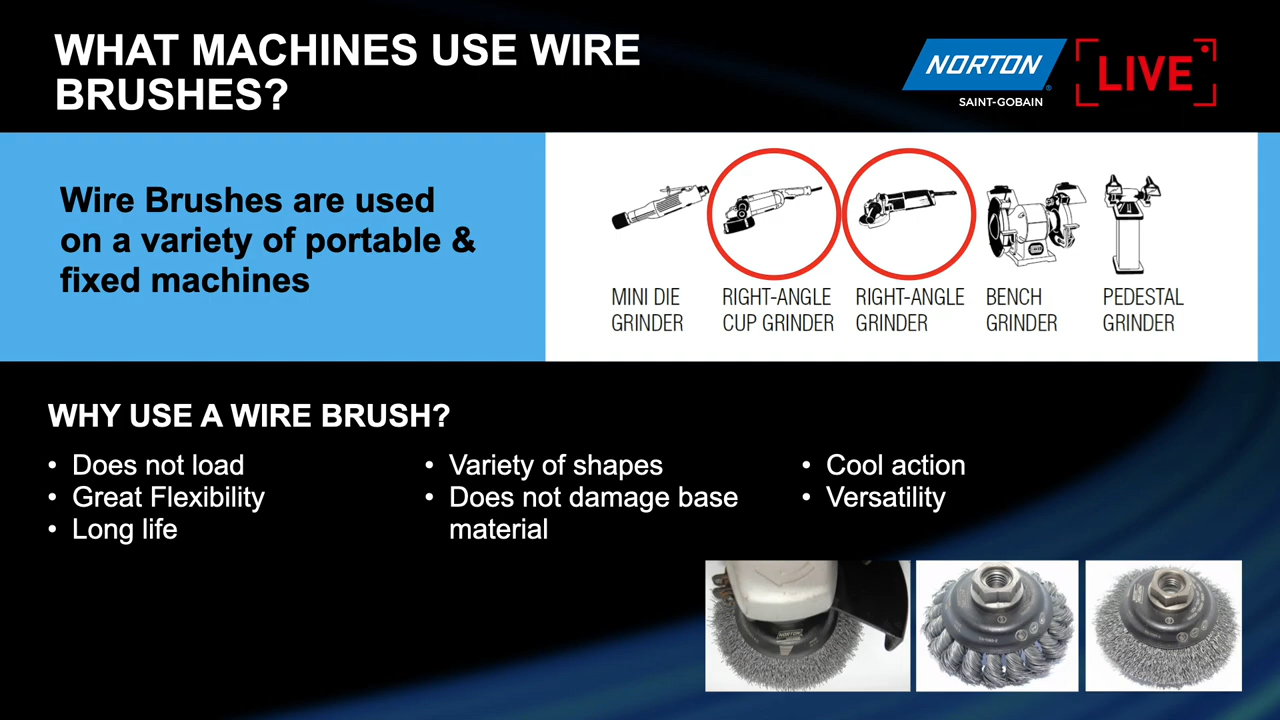 WHAT MACHINES USE WIRE
BRUSHES?
NORTON
SAINT-GOBAIN
LIVE
Wire Brushes are used
on a variety of portable &
fixed machines
MINI DIE
GRINDER
RIGHT-ANGLE
CUP GRINDER
RIGHT-ANGLE
GRINDER
BENCH
GRINDER
PEDESTAL
GRINDER
WHY USE A WIRE BRUSH?
• Does not load
• Great Flexibility
• Long life
• Variety of shapes
• Does not damage base
material
• Cool action
• Versatility
NORTON